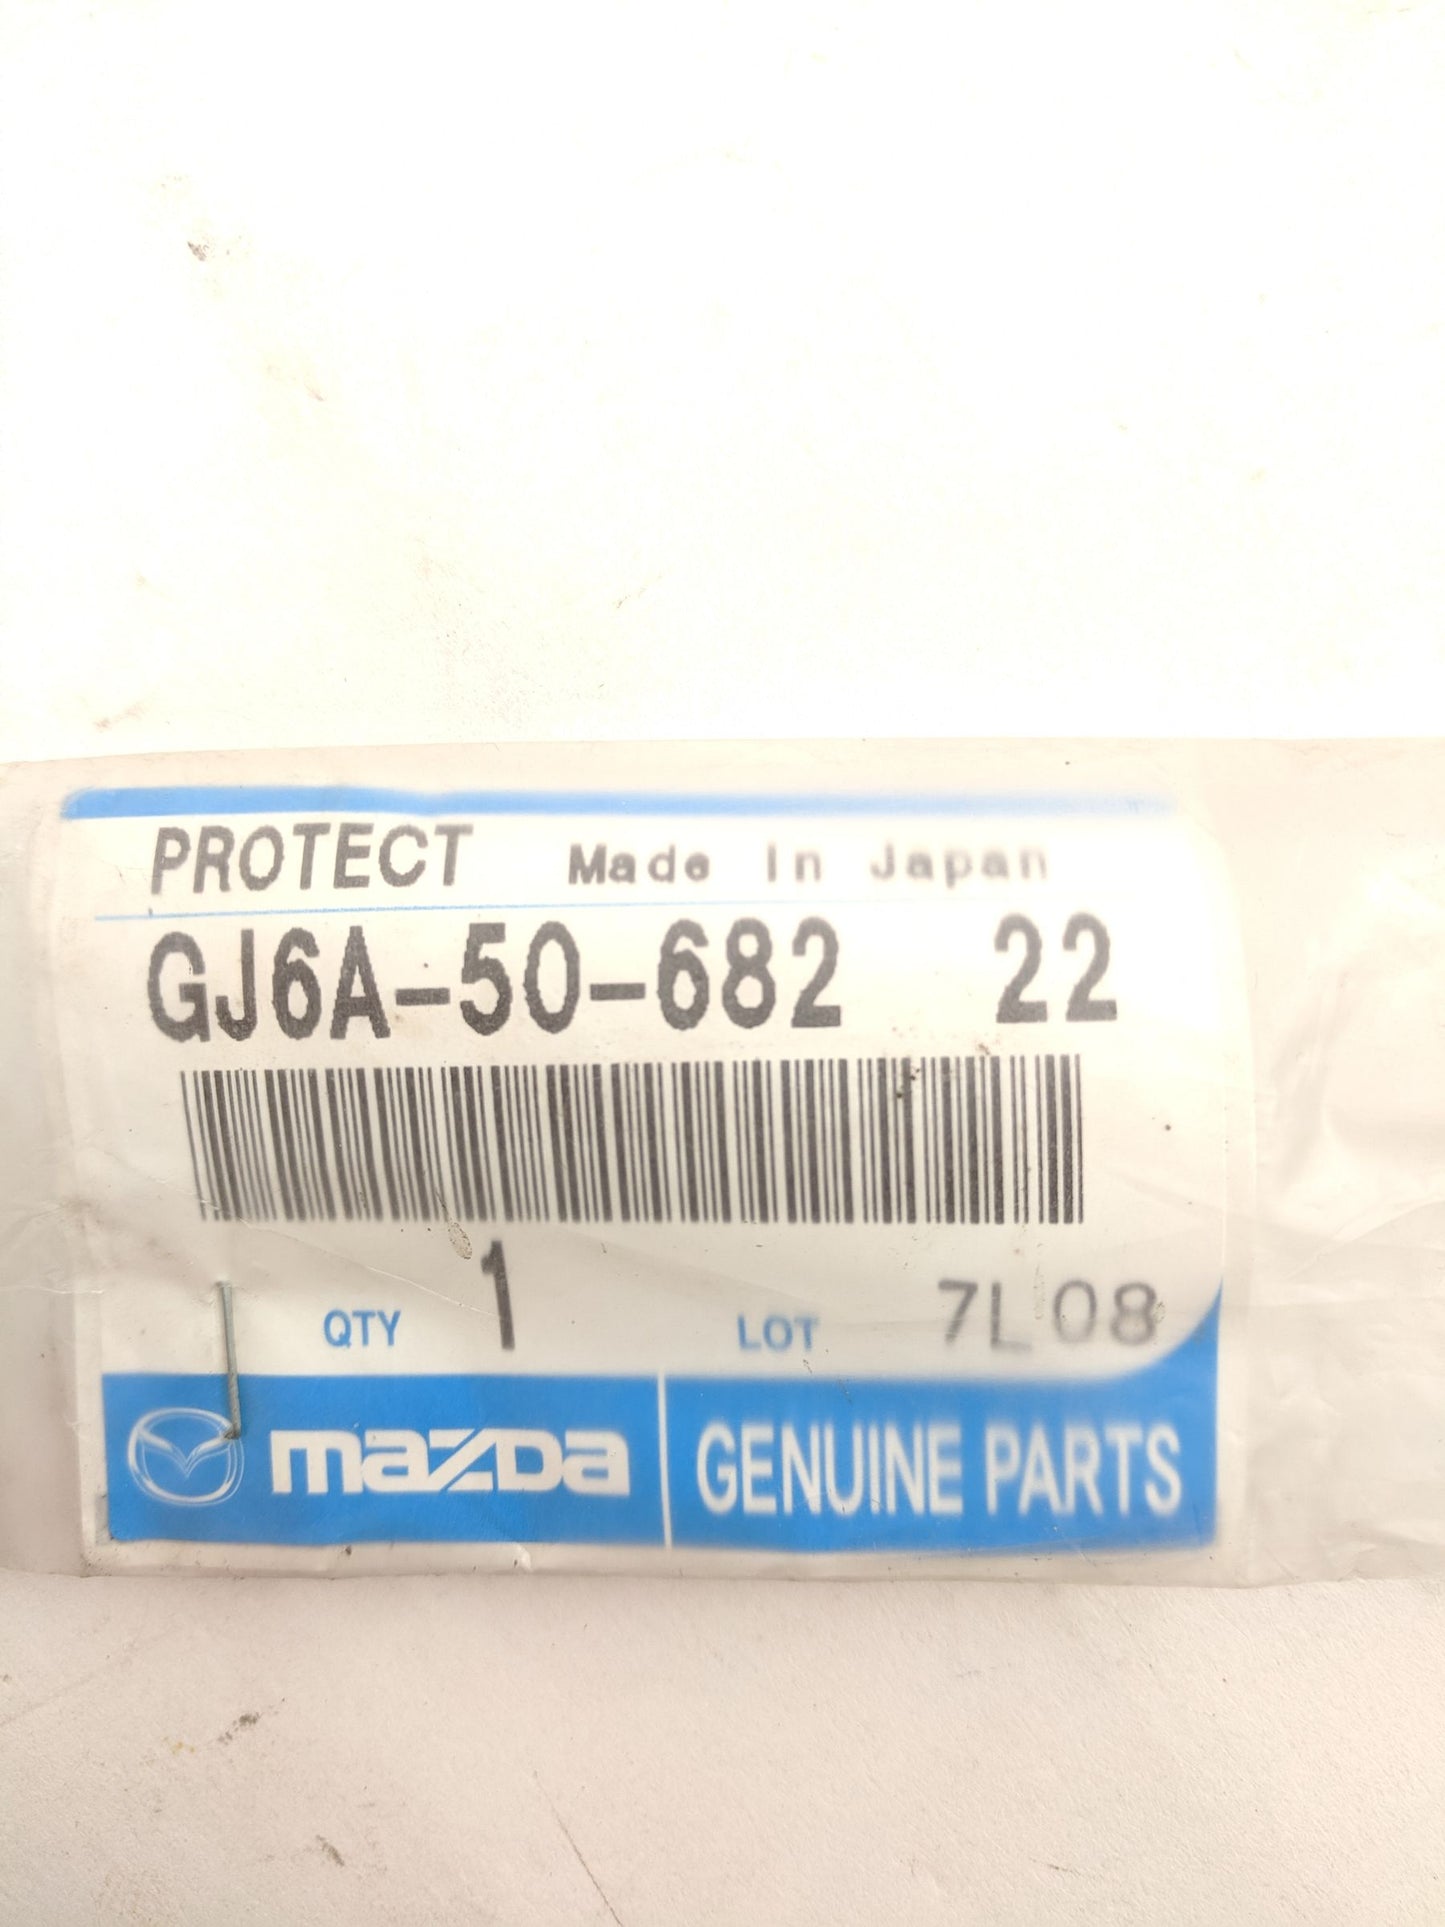 PROTECT Made In Japan
GJ6A-50-682 22
QTY 1 LOT 7L08
mazda GENUINE PARTS